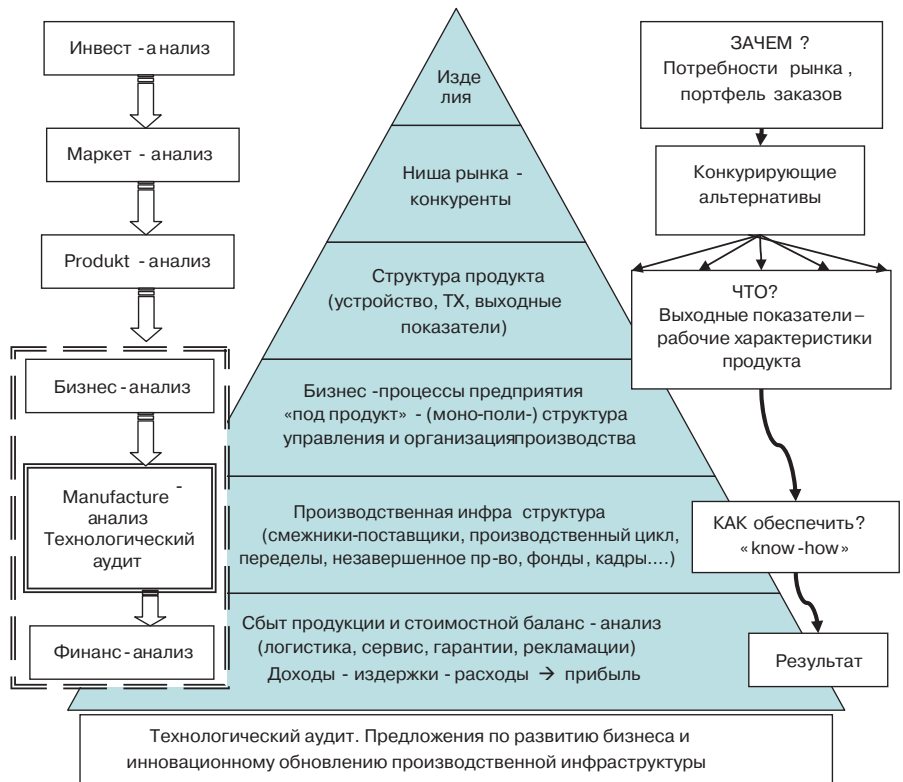 Инвест - анализ
Маркет - анализ
Produkt - анализ
Бизнес - анализ
Manufacture -
анализ
Технологический
аудит
Финанс - анализ
Изде
лия
Ниша рынка -
конкуренты
Структура продукта
(устройство, ТХ, выходные
показатели)
Бизнес - процессы предприятия
«под продукт» - (моно-поли-) структура
управления и организацияпроизводства
Производственная инфра структура
(смежники-поставщики, производственный цикл,
переделы, незавершенное пр-во, фонды, кадры....)
Сбыт продукции и стоимостной баланс - анализ
(логистика, сервис, гарантии, рекламации)
Доходы - издержки - расходы → прибыль
ЗАЧЕМ ?
Потребности рынка ,
портфель заказов
Конкурирующие
альтернативы
ЧТО?
Выходные показатели –
рабочие характеристики
продукта
КАК обеспечить?
« know - how»
Результат
Технологический аудит. Предложения по развитию бизнеса и
инновационному обновлению производственной инфраструктуры